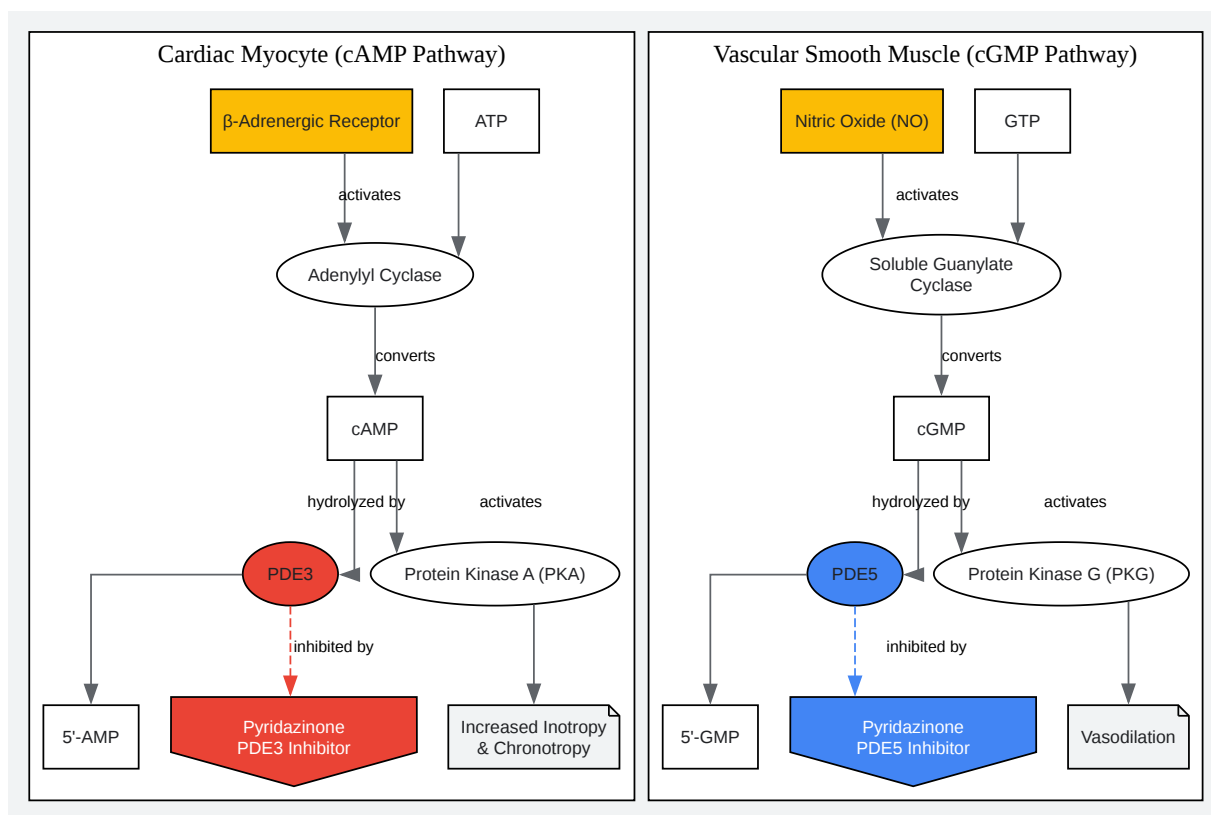 Cardiac Myocyte (cAMP Pathway)
β-Adrenergic Receptor
ATP
activates
Adenylyl Cyclase
converts
cAMP
hydrolyzed by
activates
PDE3
Protein Kinase A (PKA)
inhibited by
5'-AMP
Pyridazinone
PDE3 Inhibitor
Increased Inotropy
& Chronotropy
Vascular Smooth Muscle (cGMP Pathway)
Nitric Oxide (NO)
GTP
activates
Soluble Guanylate
Cyclase
converts
cGMP
hydrolyzed by
activates
PDE5
Protein Kinase G (PKG)
inhibited by
5'-GMP
Pyridazinone
PDE5 Inhibitor
Vasodilation